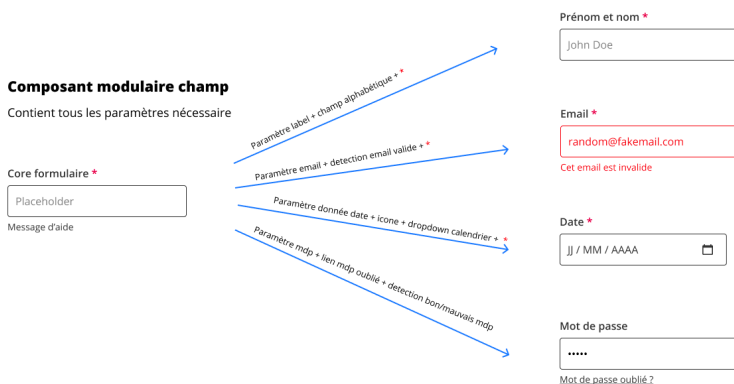 Composant modulaire champ
Contient tous les paramètres nécessaire
Core formulaire *
Placeholder
Message d'aide
Paramètre label + champ alphabétique + *
Paramètre email + detection email valide + *
Paramètre donnée date + icone + dropdown calendrier + *
Paramètre mdp + lien mdp oublié + detection bon/mauvais mdp
Prénom et nom *
John Doe
Email *
random@fakemail.com
Cet email est invalide
Date *
JJ / MM / AAAA
Mot de passe
•••••
Mot de passe oublié ?